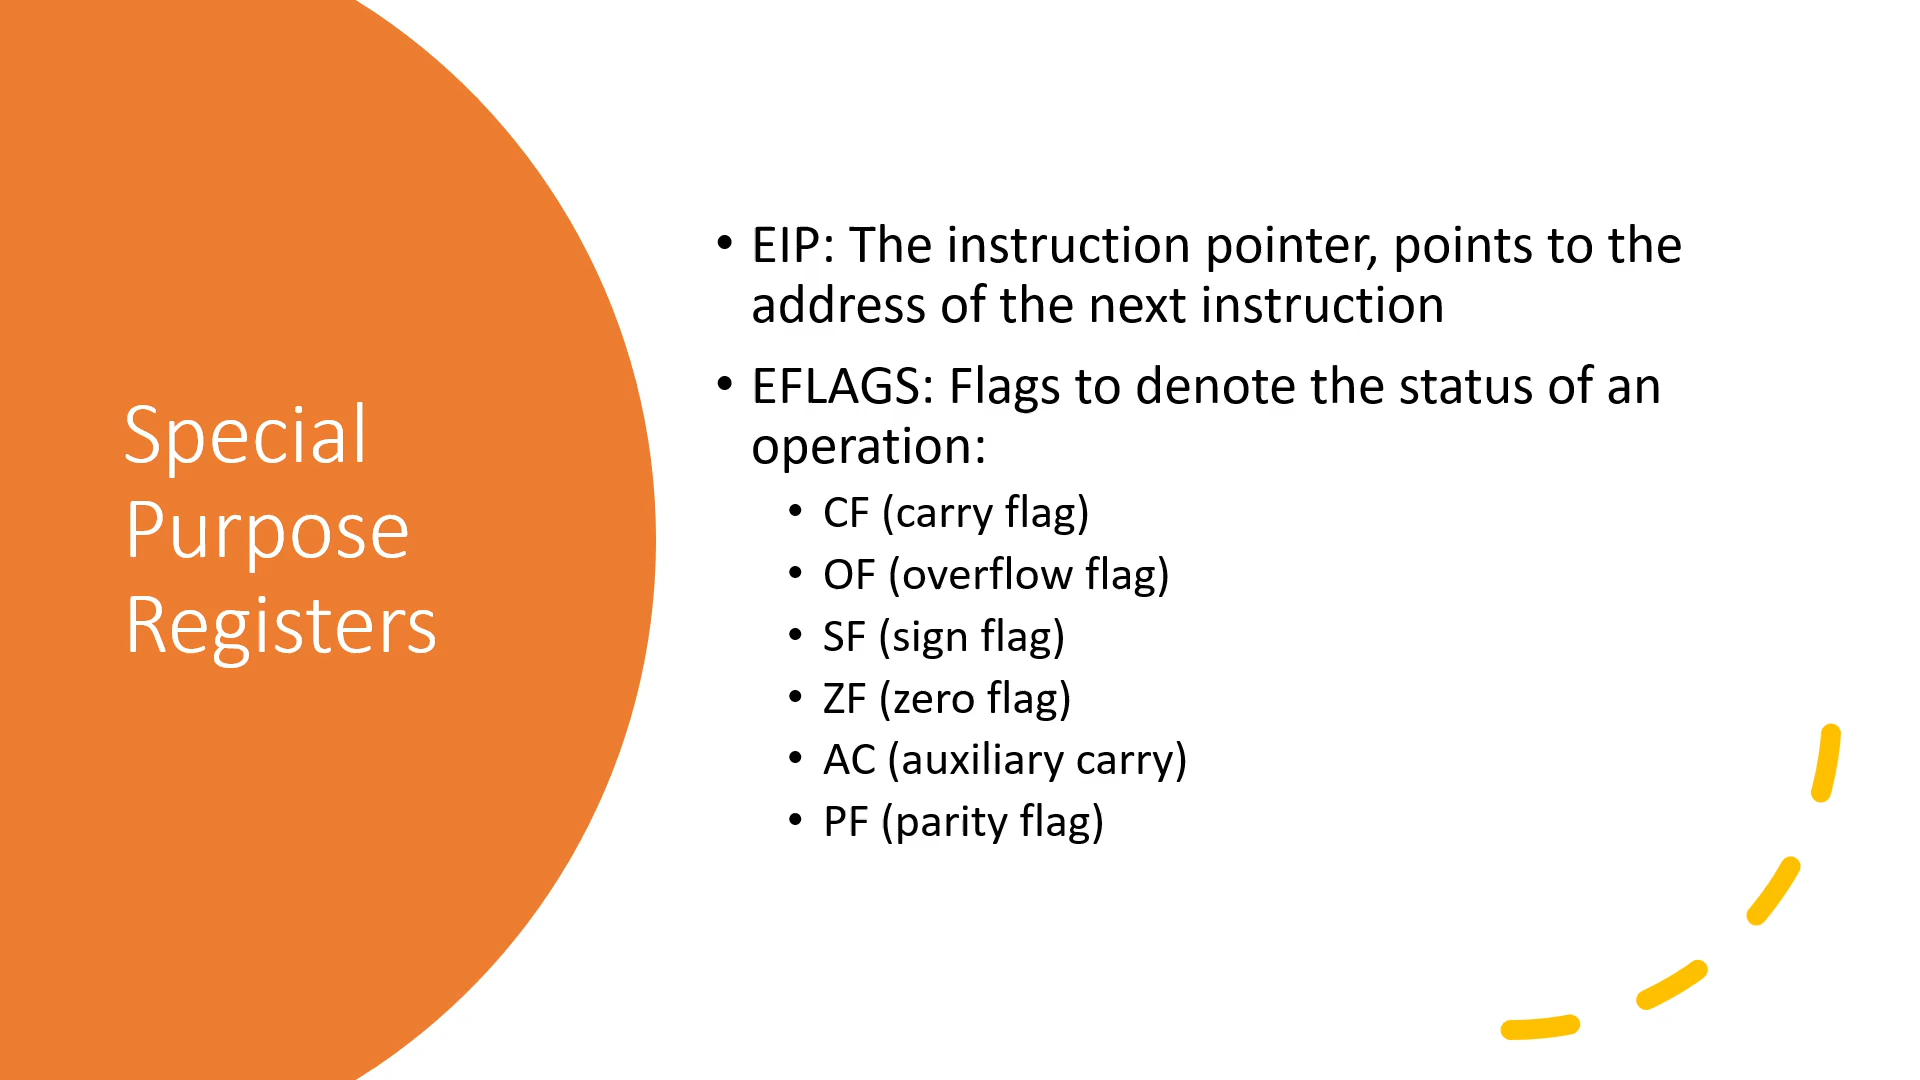 Special
Purpose
Registers
• EIP: The instruction pointer, points to the
address of the next instruction
• EFLAGS: Flags to denote the status of an
operation:
• CF (carry flag)
• OF (overflow flag)
• SF (sign flag)
• ZF (zero flag)
• AC (auxiliary carry)
• PF (parity flag)